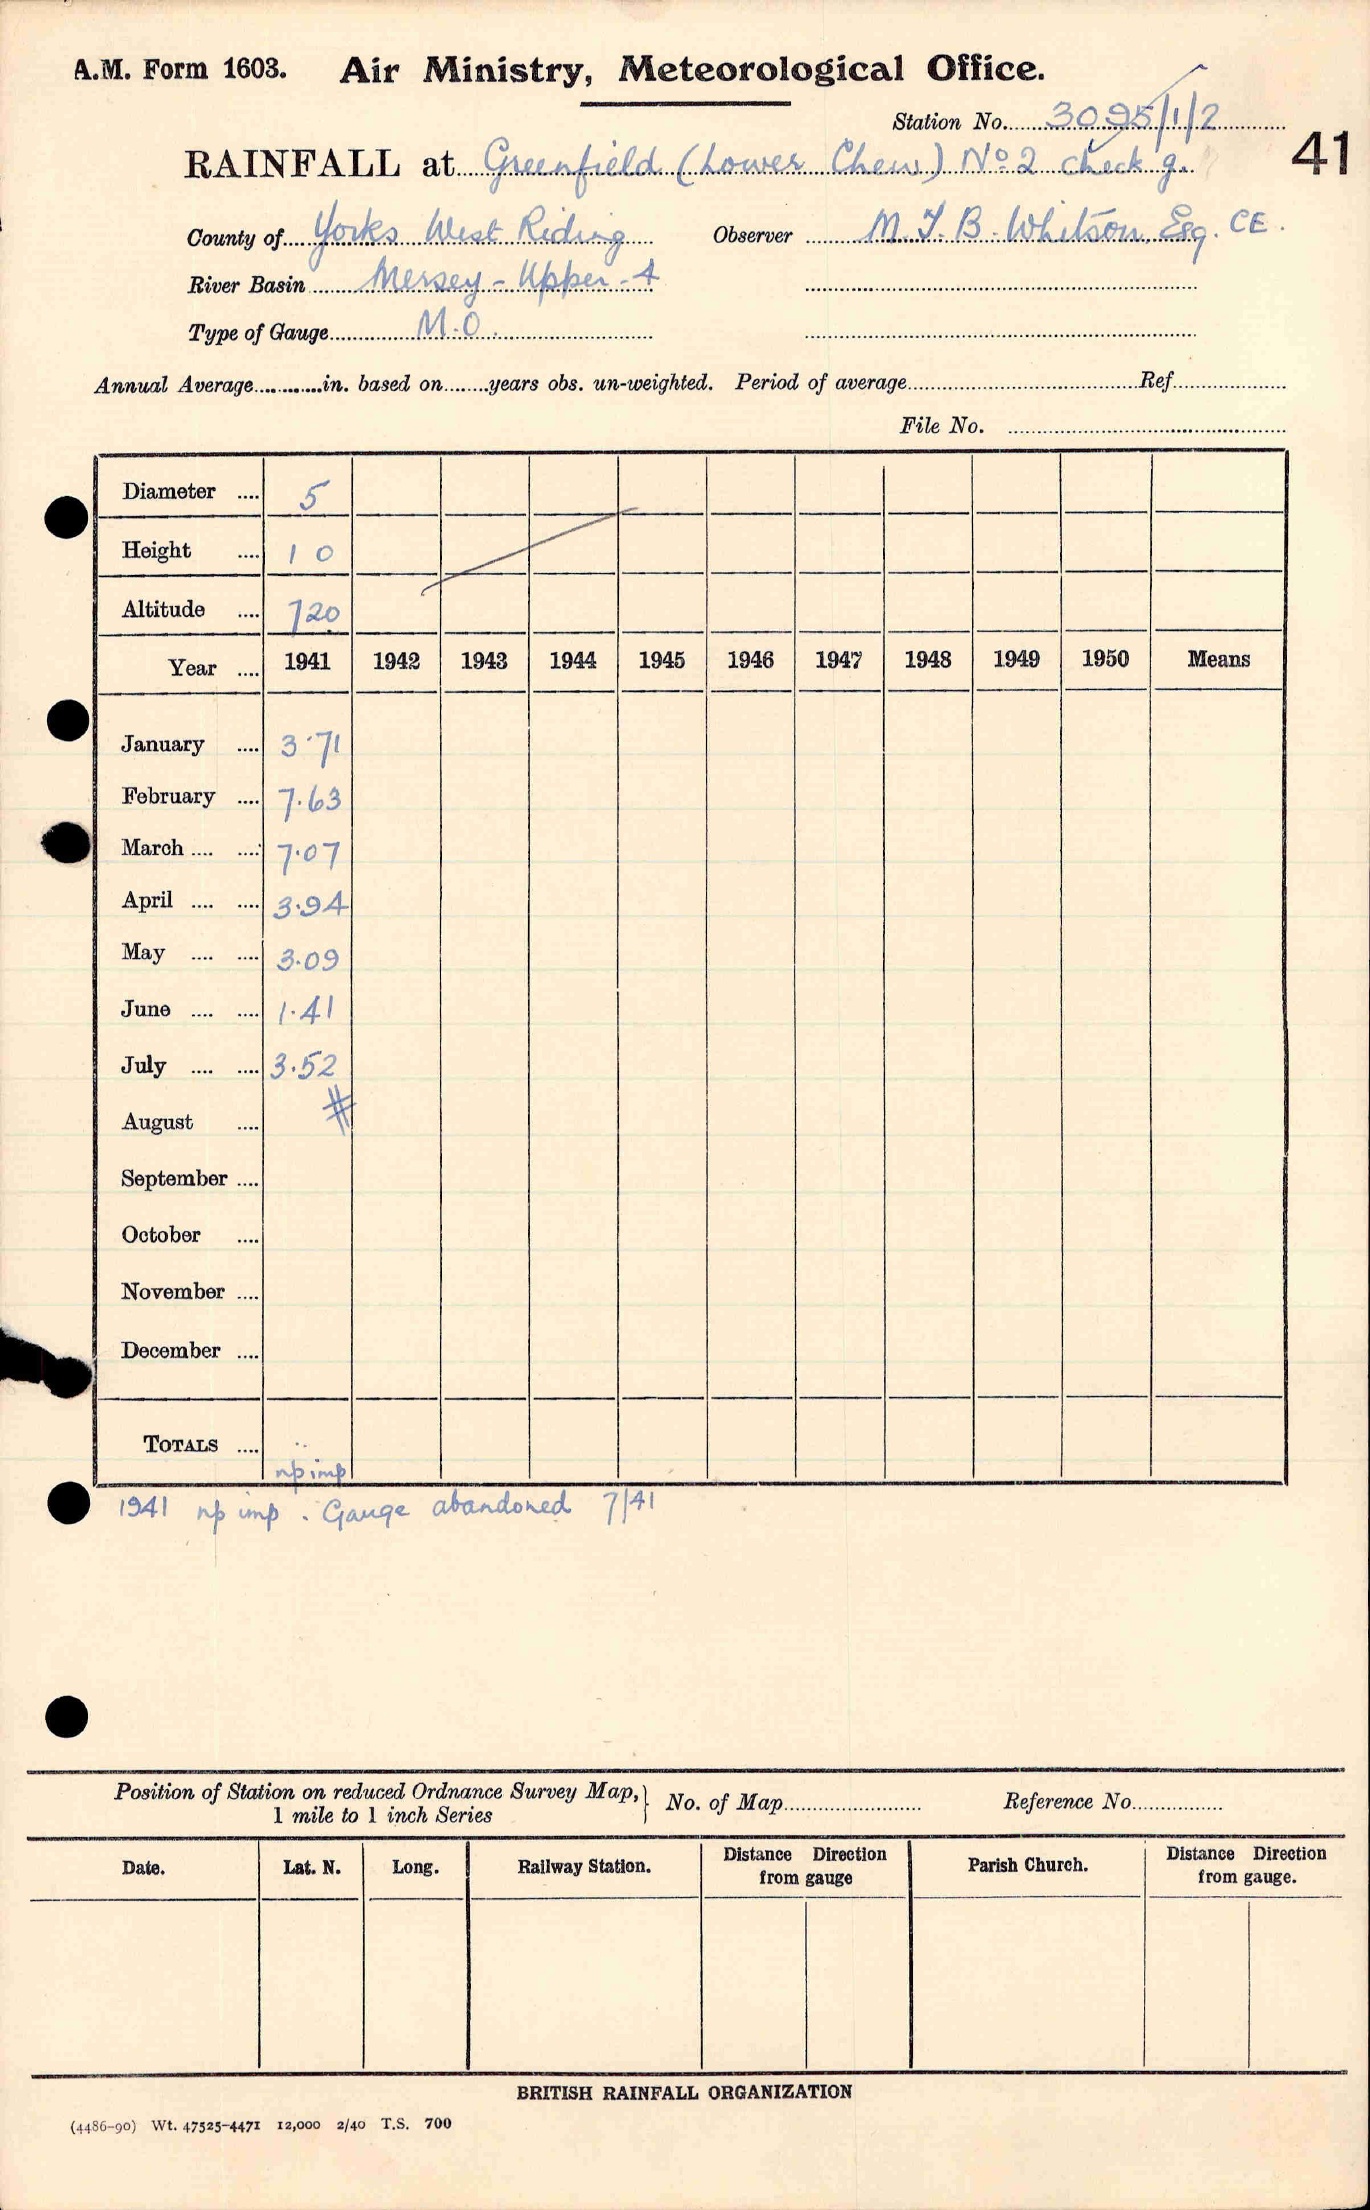 A.M. Form 1603. Air Ministry, Meteorological Office.
Station No. 3095/1/2
41
RAINFALL at Greenfield (Lower Chew) No 2 check g.
County of Yorks West Riding Observer M. J. B. Whitson Esq. CE.
River Basin Mersey - Upper - 4
Type of Gauge M.O.
Annual Average in. based on years obs. un-weighted. Period of average Ref
File No.
Diameter .... 5
Height .... 1 0
Altitude .... 720
Year .... 1941 1942 1943 1944 1945 1946 1947 1948 1949 1950 Means
January .... 3.71
February .... 7.63
March .... .... 7.07
April .... .... 3.94
May .... .... 3.09
June .... .... 1.41
July .... .... 3.52
August .... #
September ....
October ....
November ....
December ....
TOTALS ....
np imp
1941 np imp. Gauge abandoned 7/41
Position of Station on reduced Ordnance Survey Map, } No. of Map Reference No.
1 mile to 1 inch Series
Date. Lat. N. Long. Railway Station. Distance Direction from gauge Parish Church. Distance Direction from gauge.
BRITISH RAINFALL ORGANIZATION
(4486-90) Wt. 47525-4471 12,000 2/40 T.S. 700